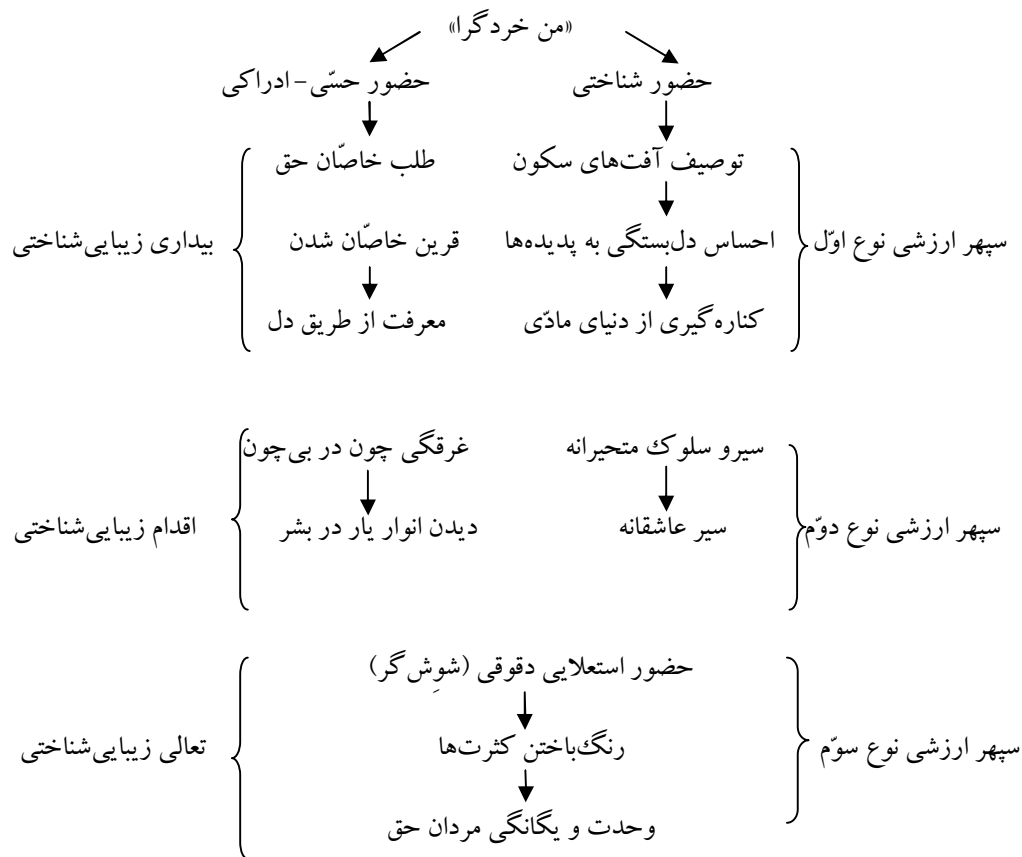 «من خردگرا»
حضور شناختی حضور حسّی-ادراکی
توصیف آفت‌های سکون طلب خاصّان حق
سپهر ارزشی نوع اوّل احساس دل‌بستگی به پدیده‌ها قرین خاصّان شدن بیداری زیبایی‌شناختی
کناره‌گیری از دنیای مادّی معرفت از طریق دل
سیرو سلوک متحیرانه غرقگی چون در بی‌چون
سپهر ارزشی نوع دوّم سیر عاشقانه دیدن انوار یار در بشر اقدام زیبایی‌شناختی
حضور استعلایی دقوقی (شوِش‌گر)
سپهر ارزشی نوع سوّم رنگ‌باختن کثرت‌ها تعالی زیبایی‌شناختی
وحدت و یگانگی مردان حق